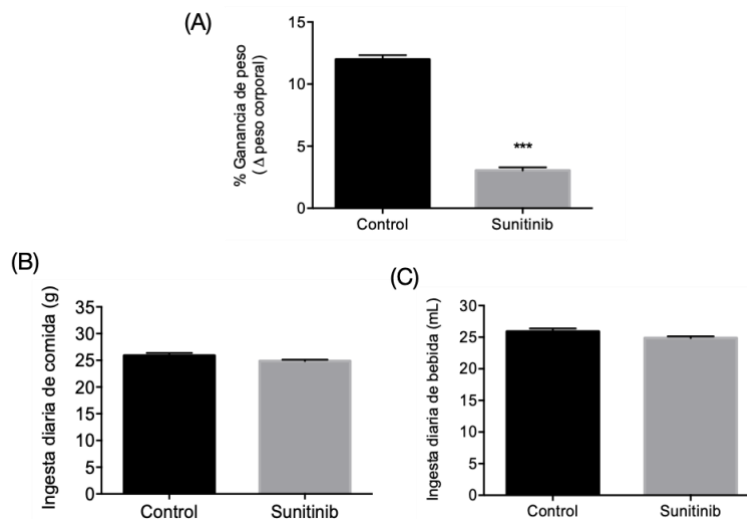 (A)
% Ganancia de peso
( Δ peso corporal)
15
10
5
0
***
Control
Sunitinib
(B)
Ingesta diaria de comida (g)
35
30
25
20
15
10
5
0
Control
Sunitinib
(C)
Ingesta diaria de bebida (mL)
30
25
20
15
10
5
0
Control
Sunitinib